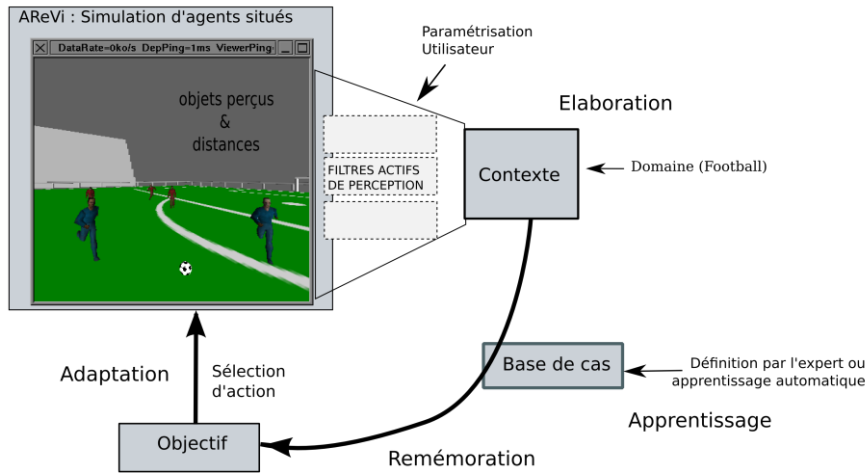 AReVi : Simulation d'agents situés
DataRate=0ko/s DepPing=1ms ViewerPing-
objets perçus
&
distances
Paramétrisation
Utilisateur
Elaboration
FILTRES ACTIFS
DE PERCEPTION
Contexte
Domaine (Football)
Base de cas
Définition par l'expert ou
apprentissage automatique
Adaptation
Sélection
d'action
Apprentissage
Objectif
Remémoration